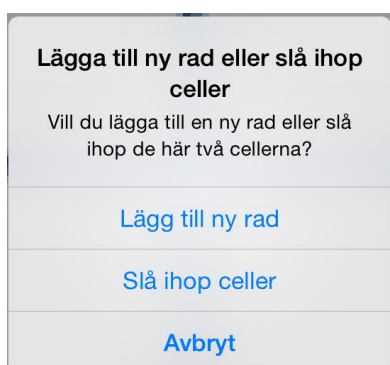 Lägga till ny rad eller slå ihop
celler
Vill du lägga till en ny rad eller slå
ihop de här två cellerna?
Lägg till ny rad
Slå ihop celler
Avbryt